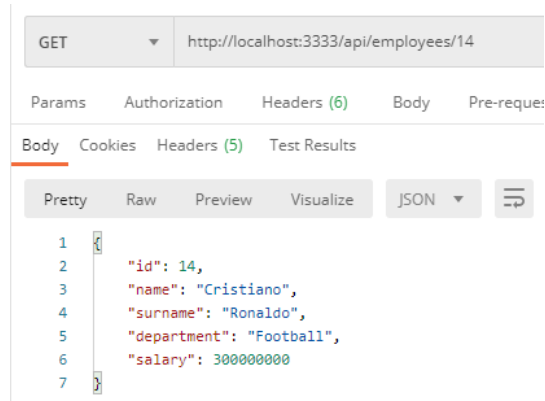 GET http://localhost:3333/api/employees/14
Params Authorization Headers (6) Body Pre-reques
Body Cookies Headers (5) Test Results
Pretty Raw Preview Visualize JSON
1 {
2 "id": 14,
3 "name": "Cristiano",
4 "surname": "Ronaldo",
5 "department": "Football",
6 "salary": 300000000
7 }